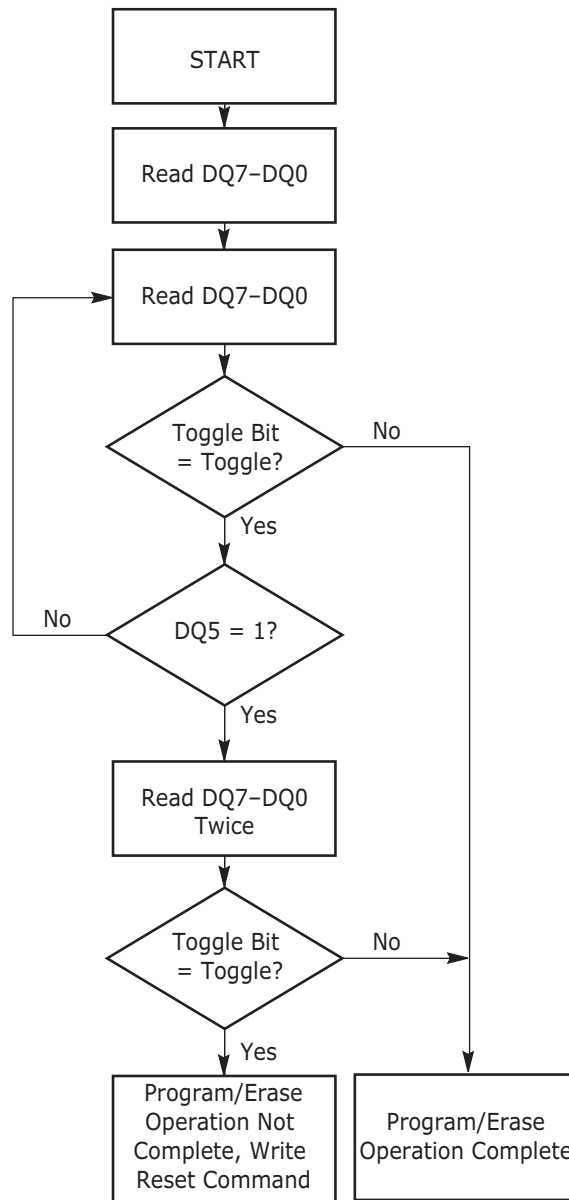 START
Read DQ7–DQ0
Read DQ7–DQ0
Toggle Bit
= Toggle?
No
Yes
No
DQ5 = 1?
Yes
Read DQ7–DQ0
Twice
Toggle Bit
= Toggle?
No
Yes
Program/Erase
Operation Not
Complete, Write
Reset Command
Program/Erase
Operation Complete